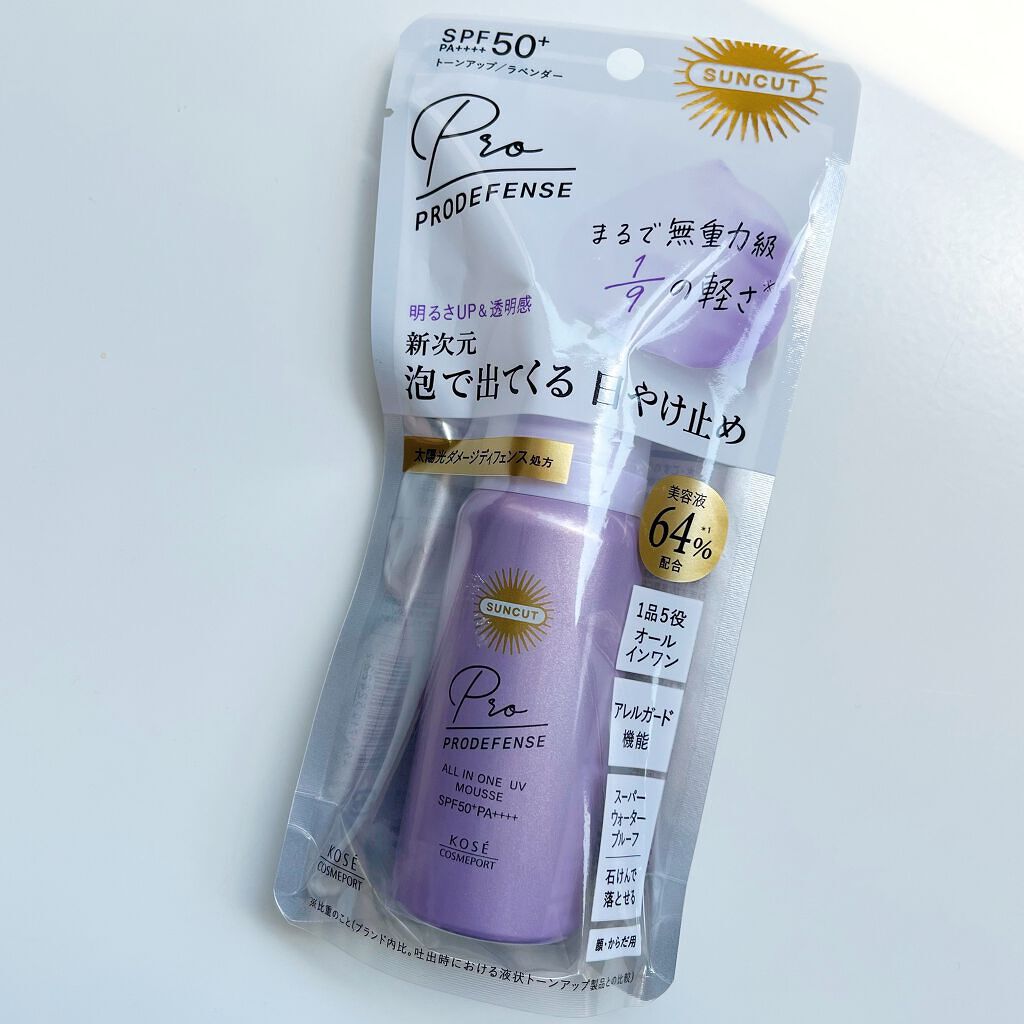 SPF50+
PA++++
トーンアップ/ラベンダー
SUNCUT
Pro
PRODEFENSE
まるで無重力級
1/9の軽さ*
明るさUP&透明感
新次元
泡で出てくる 日やけ止め
太陽光ダメージディフェンス処方
美容液
64%*1
配合
SUNCUT
Pro
PRODEFENSE
ALL IN ONE UV
MOUSSE
SPF50+PA++++
KOSÉ
COSMEPORT
1品5役
オール
インワン
アレルガード
機能
スーパー
ウォーター
プルーフ
石けんで
落とせる
顔・からだ用
KOSÉ
COSMEPORT
※比重のこと(ブランド内比。吐出時における液状トーンアップ製品との比較)